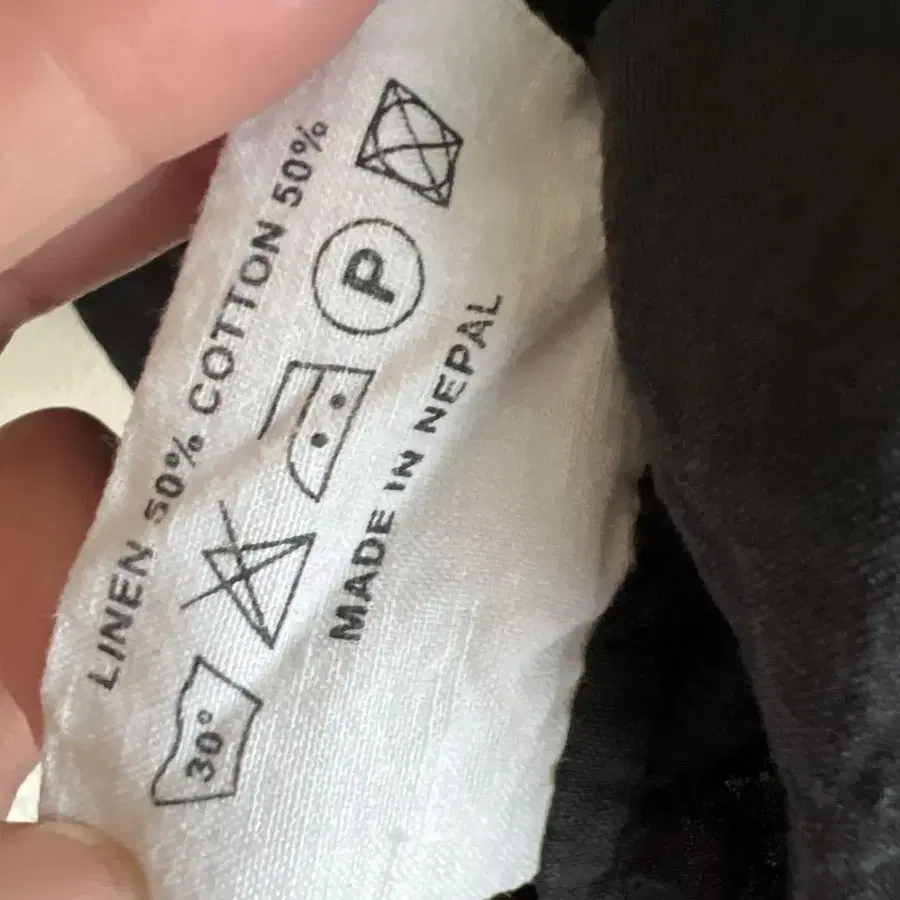 LINEN 50% COTTON 50%
30° P
MADE IN NEPAL